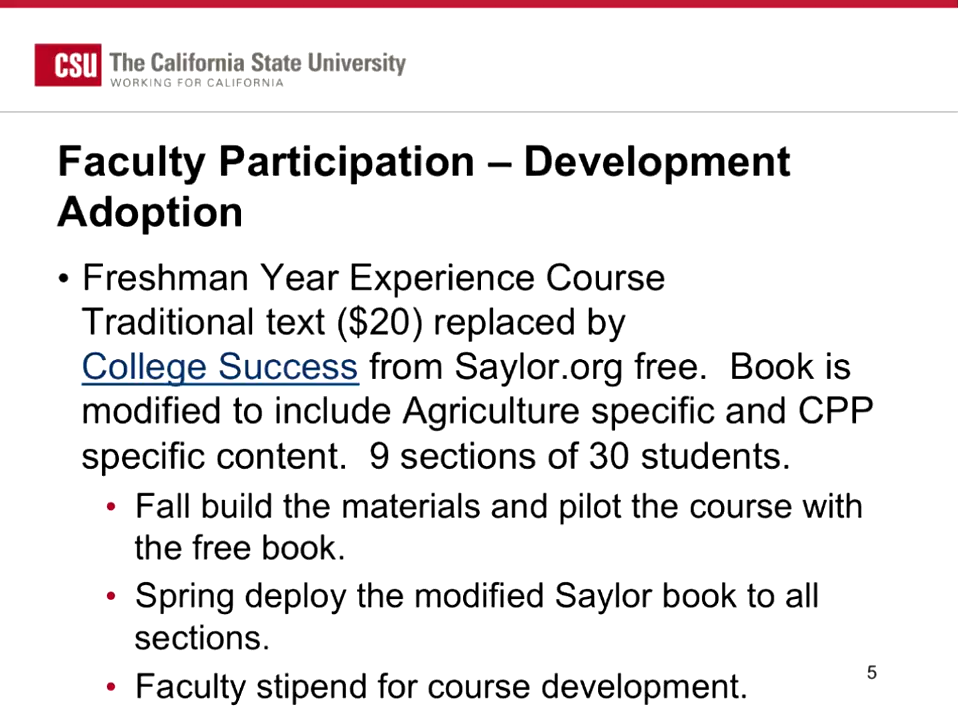 CSU The California State University
WORKING FOR CALIFORNIA
Faculty Participation – Development
Adoption
• Freshman Year Experience Course
Traditional text ($20) replaced by
College Success from Saylor.org free.  Book is
modified to include Agriculture specific and CPP
specific content.  9 sections of 30 students.
• Fall build the materials and pilot the course with
the free book.
• Spring deploy the modified Saylor book to all
sections.
• Faculty stipend for course development.
5